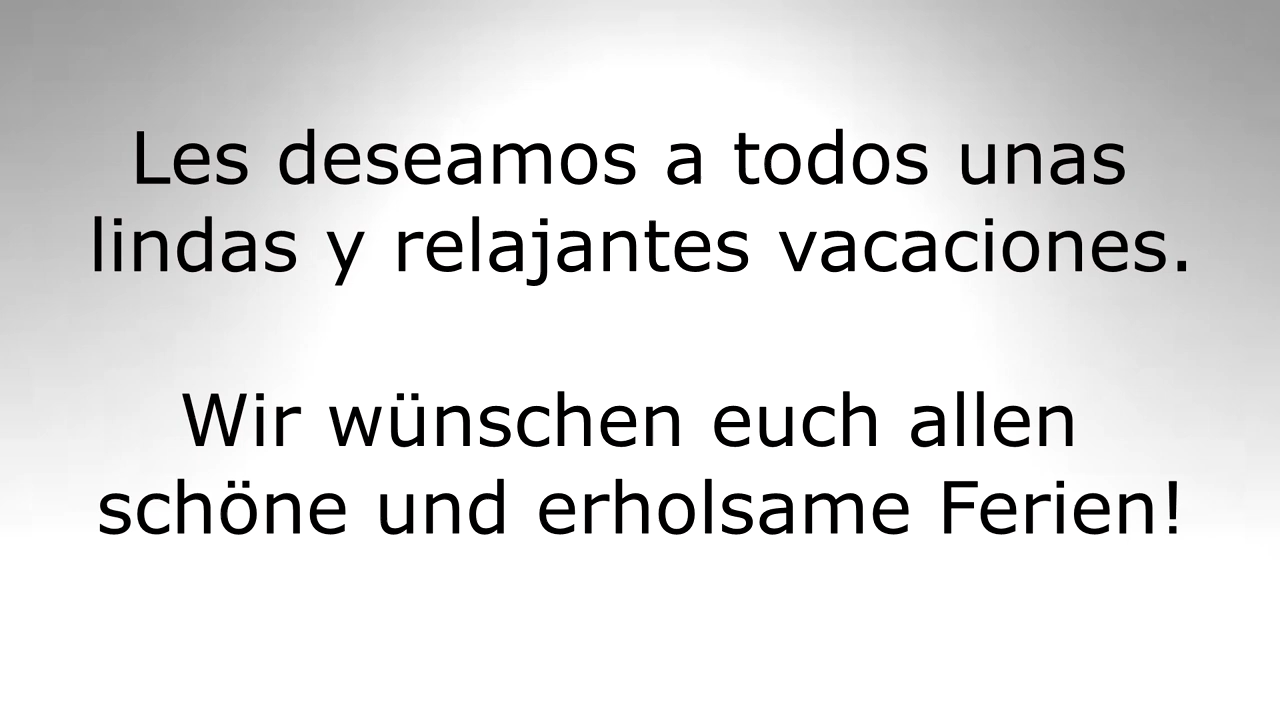 Les deseamos a todos unas
lindas y relajantes vacaciones.
Wir wünschen euch allen
schöne und erholsame Ferien!